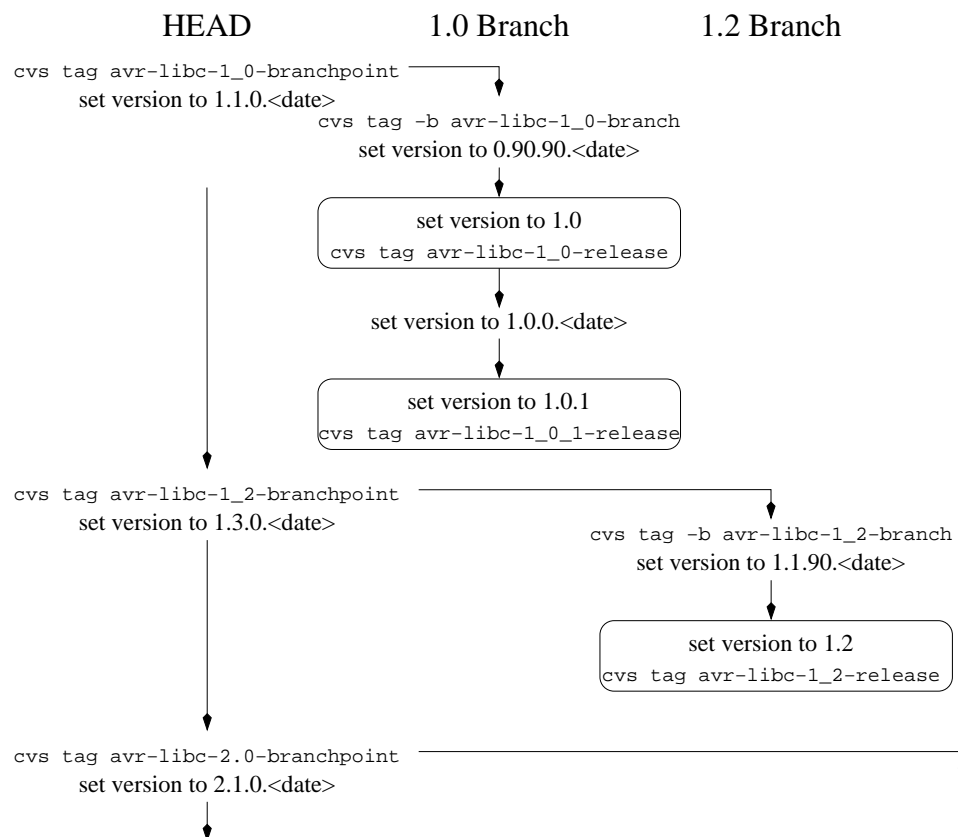 HEAD
1.0 Branch
1.2 Branch
cvs tag avr-libc-1_0-branchpoint
set version to 1.1.0.<date>
cvs tag -b avr-libc-1_0-branch
set version to 0.90.90.<date>
set version to 1.0
cvs tag avr-libc-1_0-release
set version to 1.0.0.<date>
set version to 1.0.1
cvs tag avr-libc-1_0_1-release
cvs tag avr-libc-1_2-branchpoint
set version to 1.3.0.<date>
cvs tag -b avr-libc-1_2-branch
set version to 1.1.90.<date>
set version to 1.2
cvs tag avr-libc-1_2-release
cvs tag avr-libc-2.0-branchpoint
set version to 2.1.0.<date>